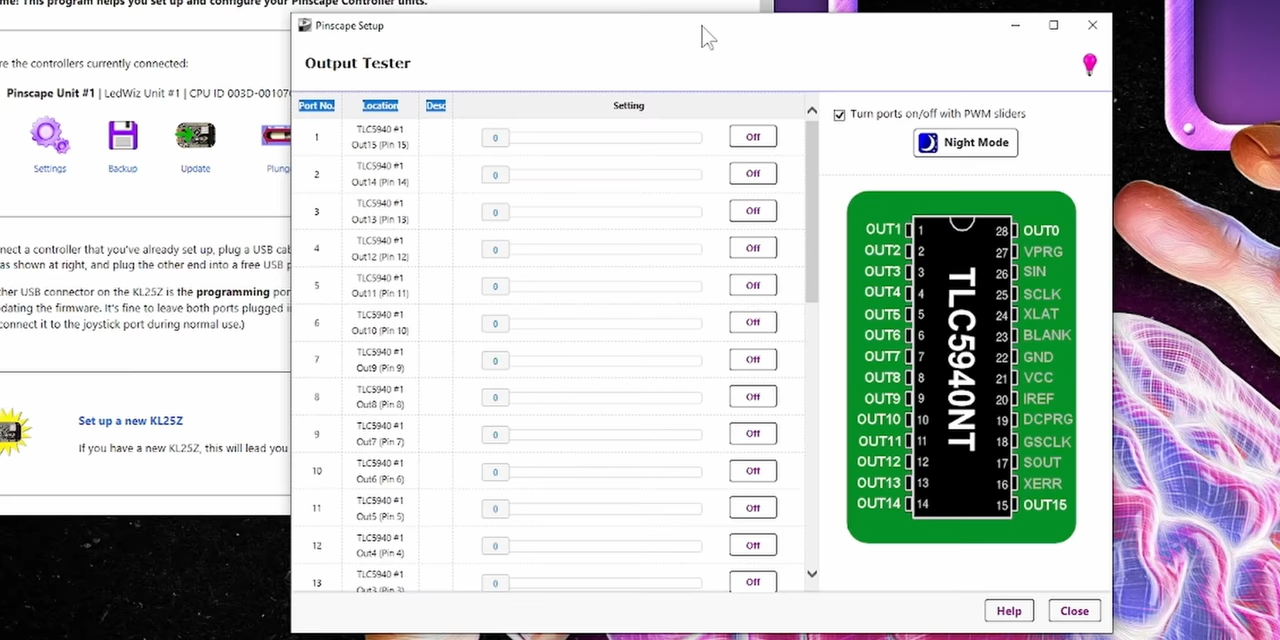 me! This program helps you set up and configure your Pinscape Controller units.
re the controllers currently connected:
Pinscape Unit #1 | LedWiz Unit #1 | CPU ID 003D-00107
Settings
Backup
Update
Plung
nect a controller that you've already set up, plug a USB cab
as shown at right, and plug the other end into a free USB p
her USB connector on the KL25Z is the programming por
pdating the firmware. It's fine to leave both ports plugged i
connect it to the joystick port during normal use.)
Set up a new KL25Z
If you have a new KL25Z, this will lead you
Pinscape Setup
Output Tester
Port No. Location Desc Setting
1 TLC5940 #1 Out15 (Pin 15) 0 Off
2 TLC5940 #1 Out14 (Pin 14) 0 Off
3 TLC5940 #1 Out13 (Pin 13) 0 Off
4 TLC5940 #1 Out12 (Pin 12) 0 Off
5 TLC5940 #1 Out11 (Pin 11) 0 Off
6 TLC5940 #1 Out10 (Pin 10) 0 Off
7 TLC5940 #1 Out9 (Pin 9) 0 Off
8 TLC5940 #1 Out8 (Pin 8) 0 Off
9 TLC5940 #1 Out7 (Pin 7) 0 Off
10 TLC5940 #1 Out6 (Pin 6) 0 Off
11 TLC5940 #1 Out5 (Pin 5) 0 Off
12 TLC5940 #1 Out4 (Pin 4) 0 Off
13 TLC5940 #1 Out3 (Pin 3) 0 Off
Turn ports on/off with PWM sliders
Night Mode
OUT1 1 28 OUT0
OUT2 2 27 VPRG
OUT3 3 26 SIN
OUT4 4 25 SCLK
OUT5 5 24 XLAT
OUT6 6 23 BLANK
OUT7 7 22 GND
OUT8 8 21 VCC
OUT9 9 20 IREF
OUT10 10 19 DCPRG
OUT11 11 18 GSCLK
OUT12 12 17 SOUT
OUT13 13 16 XERR
OUT14 14 15 OUT15
TLC5940NT
Help
Close